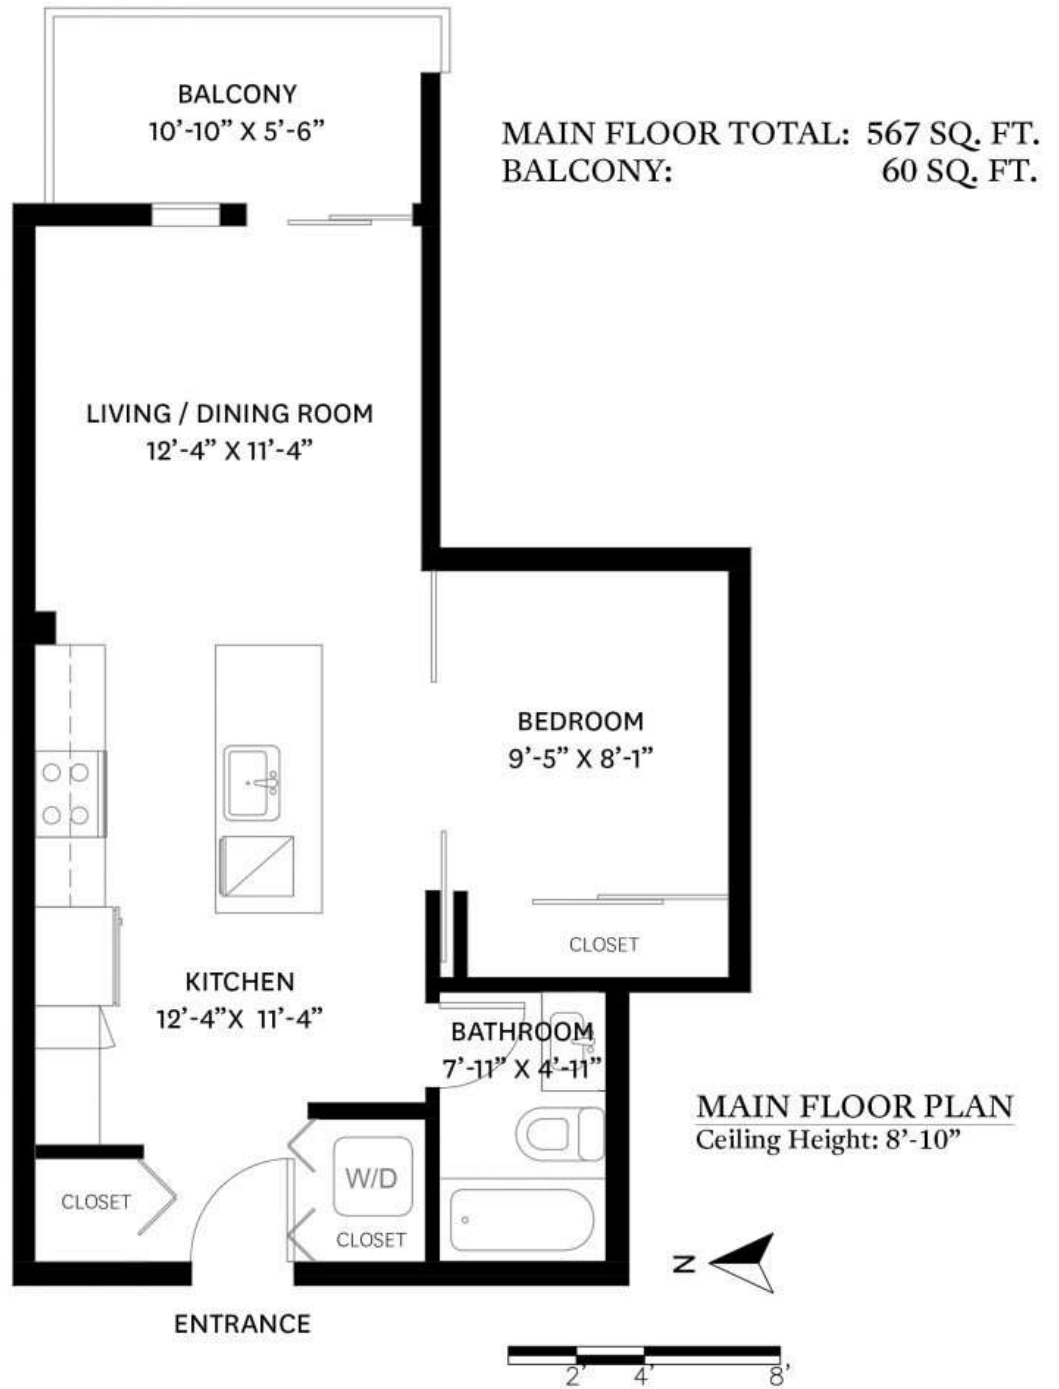 BALCONY
10’-10” X 5’-6”
MAIN FLOOR TOTAL: 567 SQ. FT.
BALCONY: 60 SQ. FT.
LIVING / DINING ROOM
12’-4” X 11’-4”
BEDROOM
9’-5” X 8’-1”
CLOSET
KITCHEN
12’-4”X 11’-4”
BATHROOM
7’-11” X 4’-11”
MAIN FLOOR PLAN
Ceiling Height: 8’-10”
W/D
CLOSET
CLOSET
N
ENTRANCE
2’ 4’ 8’